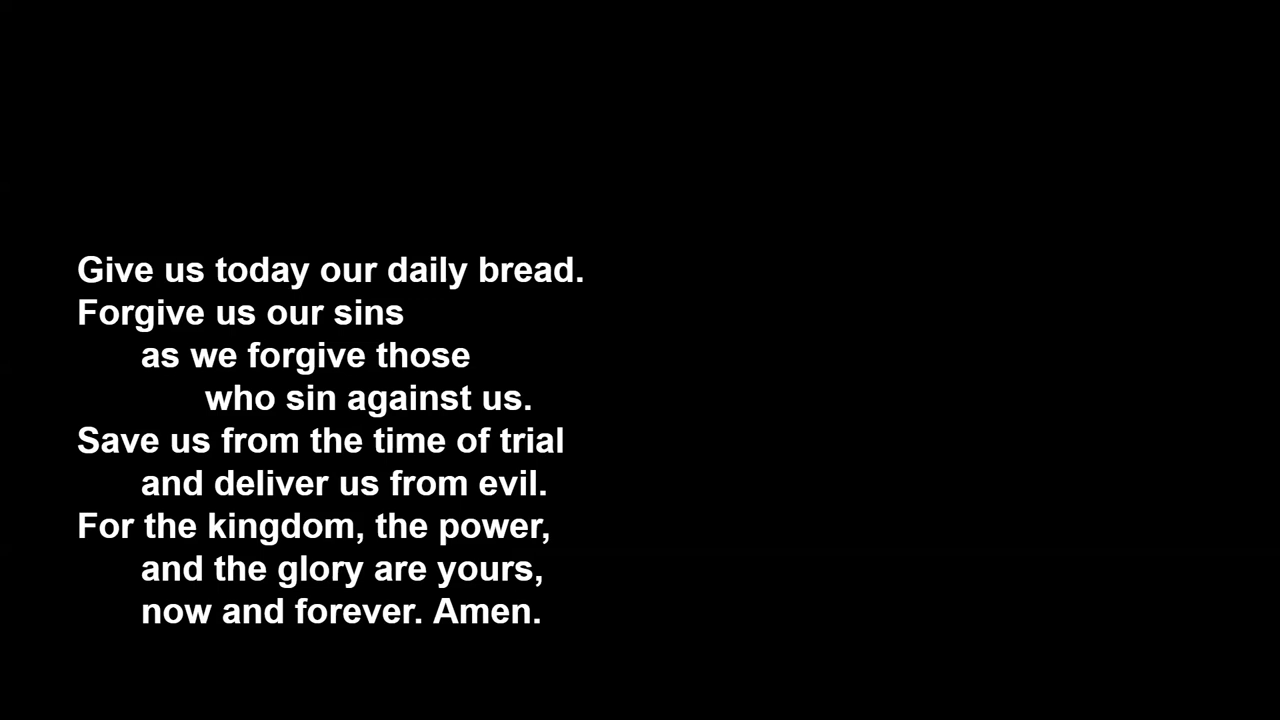 Give us today our daily bread.
Forgive us our sins
as we forgive those
who sin against us.
Save us from the time of trial
and deliver us from evil.
For the kingdom, the power,
and the glory are yours,
now and forever. Amen.